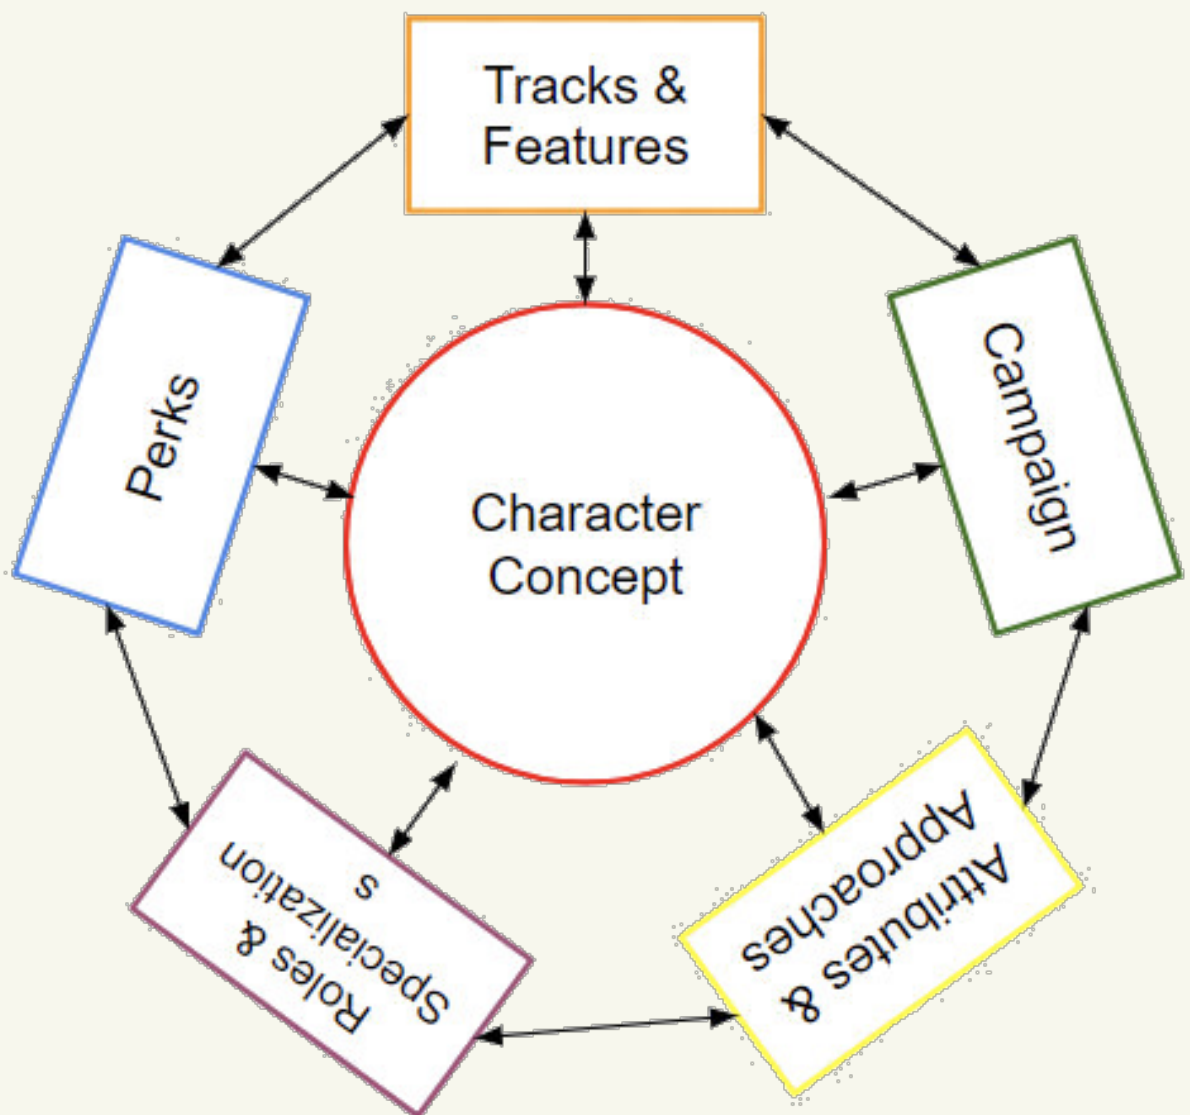 Tracks &
Features
Campaign
Attributes &
Approaches
Roles &
Specialization
s
Perks
Character
Concept